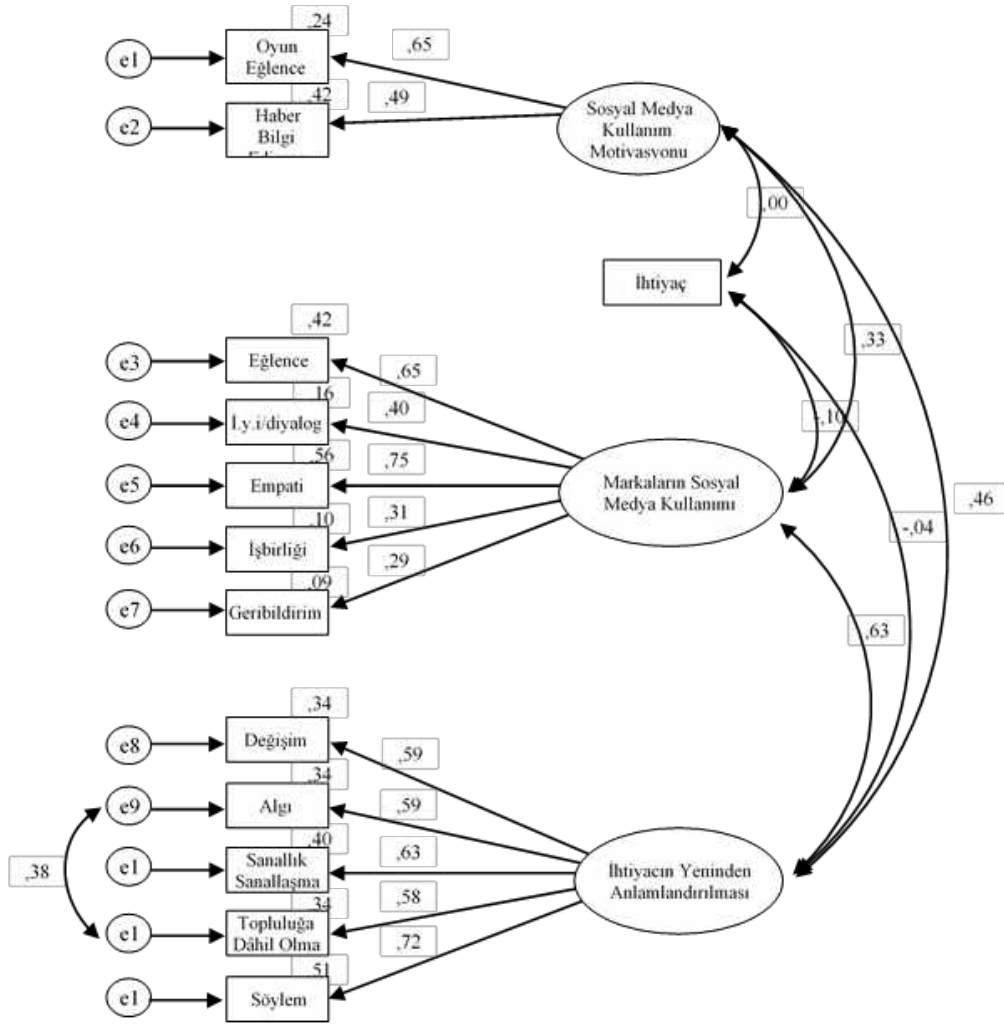 ,24
e1
Oyun
Eğlence
,65
,42
e2
Haber
Bilgi
,49
Sosyal Medya
Kullanım
Motivasyonu
,00
İhtiyaç
,42
e3
Eğlence
,65
,33
,16
e4
İ.y.i/diyalog
,40
-,10
,56
e5
Empati
,75
Markaların Sosyal
Medya Kullanımı
,46
,10
e6
İşbirliği
,31
-,04
,09
e7
Geribildirim
,29
,63
,34
e8
Değişim
,59
,34
e9
Algı
,59
,38
,40
e1
Sanallık
Sanallaşma
,63
İhtiyacın Yeninden
Anlamlandırılması
,34
e1
Topluluğa
Dâhil Olma
,58
,51
e1
Söylem
,72